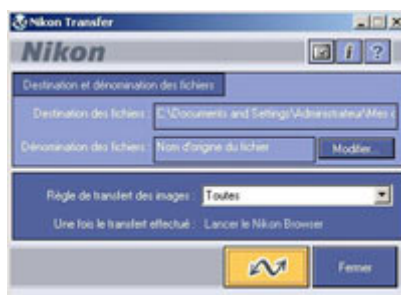 Nikon Transfer
Nikon
i ?
Destination et dénomination des fichiers
Destination des fichiers : C:\Documents and Settings\Administrateur\Mes
Dénomination des fichiers : Nom d'origine du fichier Modifier...
Règle de transfert des images : Toutes
Une fois le transfert effectué : Lancer le Nikon Browser
Fermer